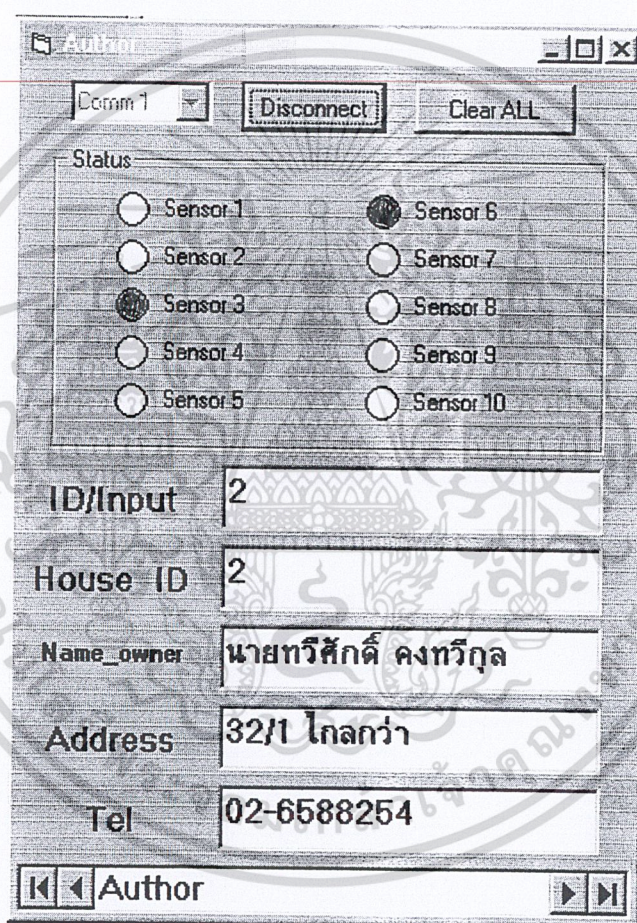 Author
Comm 1
Disconnect
Clear ALL
Status
Sensor 1
Sensor 2
Sensor 3
Sensor 4
Sensor 5
Sensor 6
Sensor 7
Sensor 8
Sensor 9
Sensor 10
ID/Input 2
House ID 2
Name_owner นายทวีศักดิ์ คงทวีกุล
Address 32/1 ไกลกว่า
Tel 02-6588254
Author